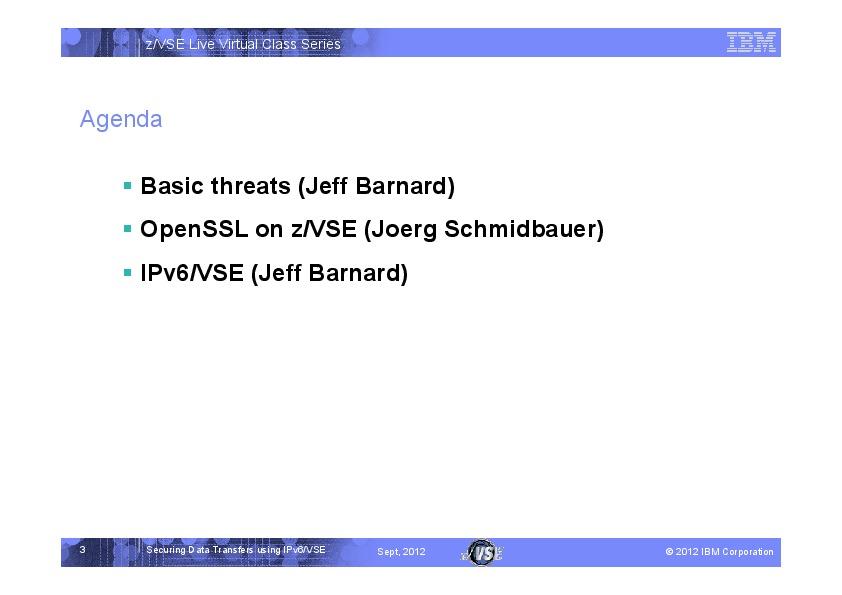 z/VSE Live Virtual Class Series
IBM
Agenda
Basic threats (Jeff Barnard)
OpenSSL on z/VSE (Joerg Schmidbauer)
IPv6/VSE (Jeff Barnard)
3
Securing Data Transfers using IPv6/VSE
Sept, 2012
z/VSE
© 2012 IBM Corporation